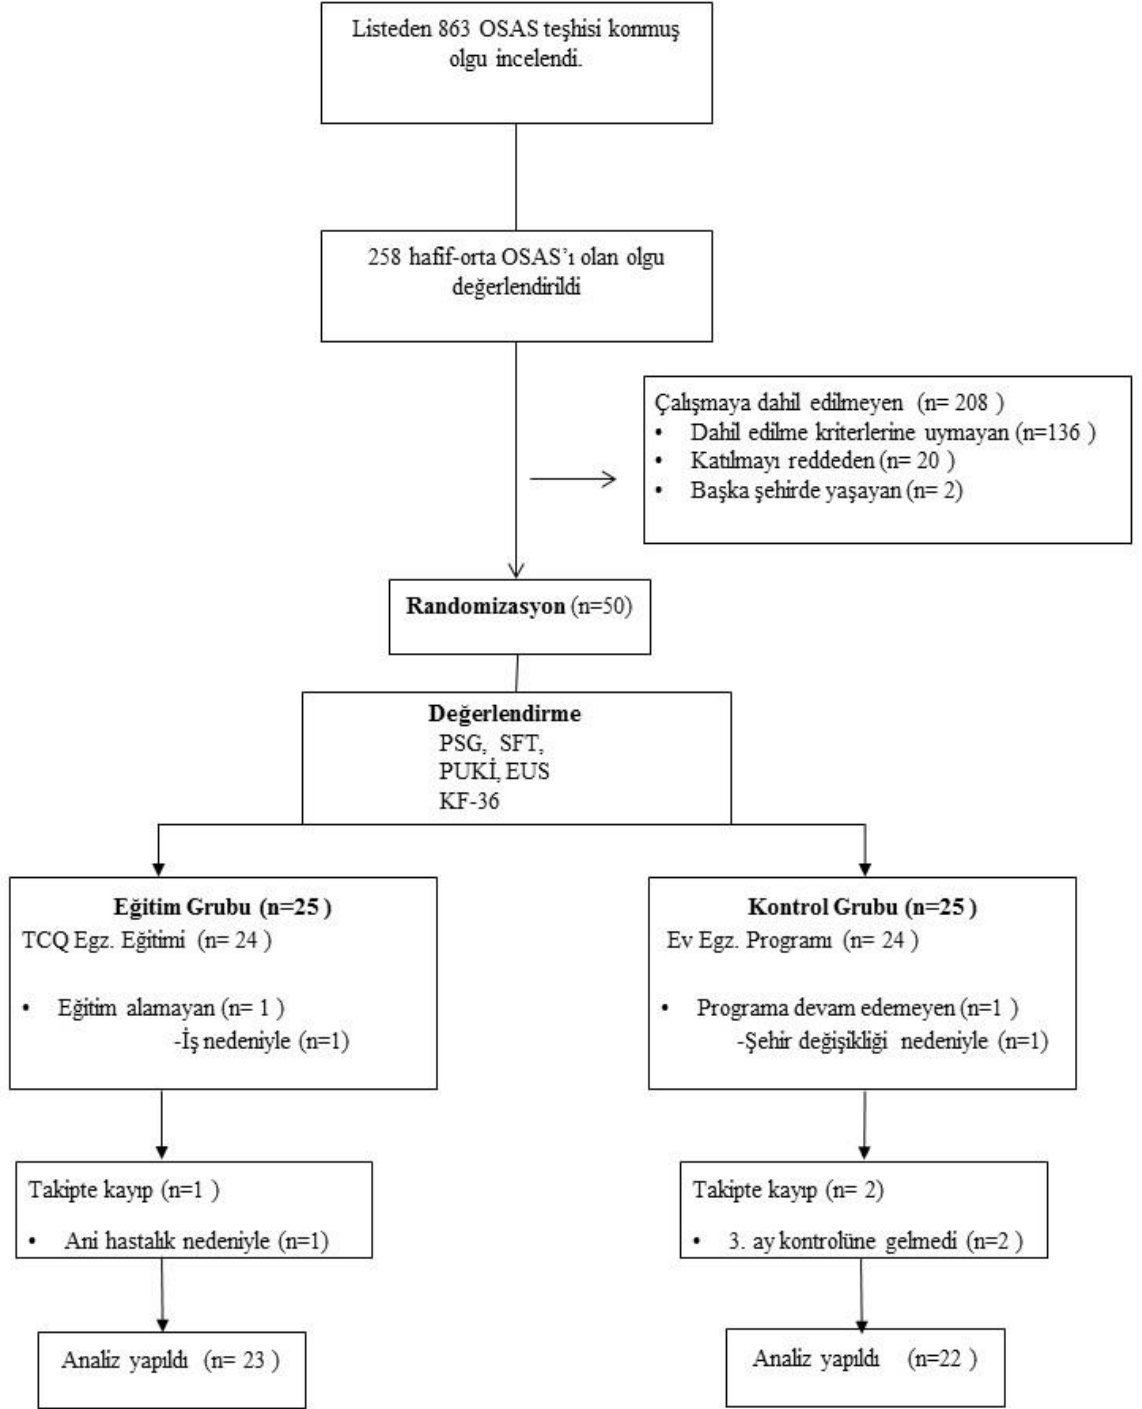 Listeden 863 OSAS teşhisi konmuş
olgu incelendi.
258 hafif-orta OSAS'ı olan olgu
değerlendirildi
Çalışmaya dahil edilmeyen (n= 208 )
• Dahil edilme kriterlerine uymayan (n=136 )
• Katılmayı reddeden (n= 20 )
• Başka şehirde yaşayan (n= 2)
Randomizasyon (n=50)
Değerlendirme
PSG, SFT,
PUKİ, EUS
KF-36
Eğitim Grubu (n=25 )
TCQ Egz. Eğitimi (n= 24 )
• Eğitim alamayan (n= 1 )
-İş nedeniyle (n=1)
Kontrol Grubu (n=25 )
Ev Egz. Programı (n= 24 )
• Programa devam edemeyen (n=1 )
-Şehir değişikliği nedeniyle (n=1)
Takipte kayıp (n=1 )
• Ani hastalık nedeniyle (n=1)
Takipte kayıp (n= 2)
• 3. ay kontrolüne gelmedi (n=2 )
Analiz yapıldı (n= 23 )
Analiz yapıldı (n=22 )